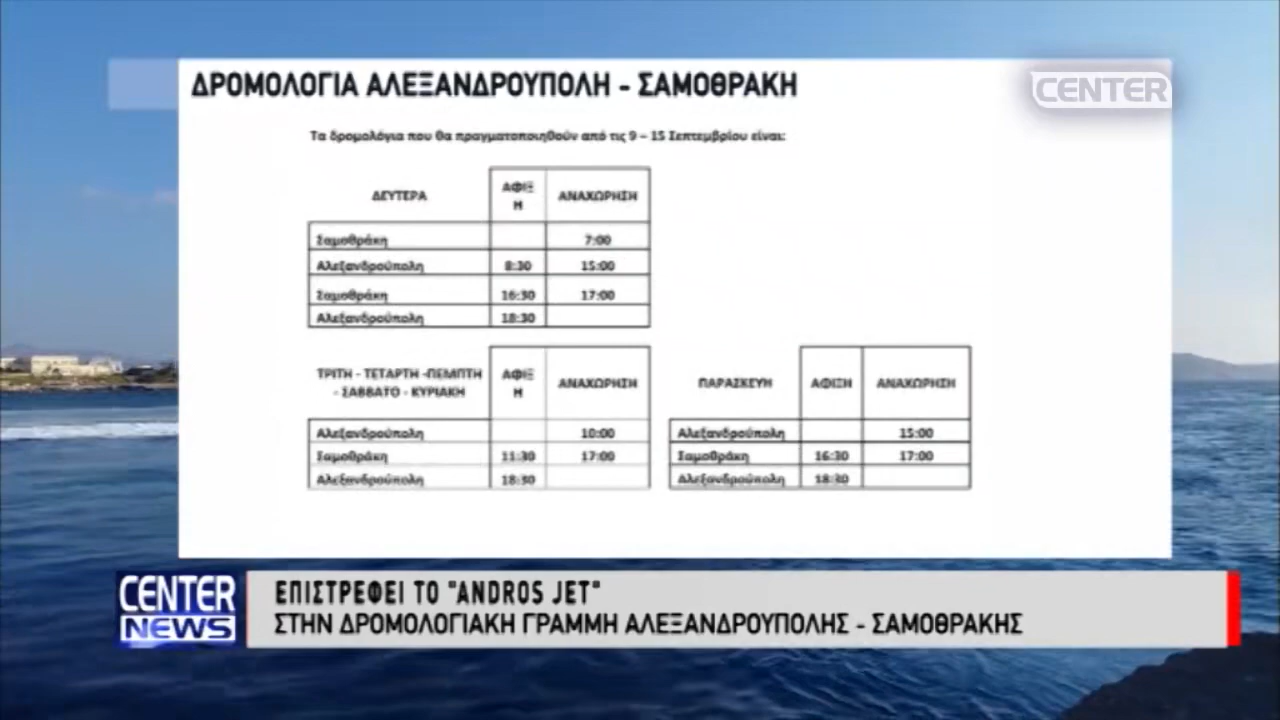 ΔΡΟΜΟΛΟΓΙΑ ΑΛΕΞΑΝΔΡΟΥΠΟΛΗ - ΣΑΜΟΘΡΑΚΗ
CENTER
Τα δρομολόγια που θα πραγματοποιηθούν από τις 9 – 15 Σεπτεμβρίου είναι:
ΔΕΥΤΕΡΑ ΑΦΙΞ
Η ΑΝΑΧΩΡΗΣΗ
Σαμοθράκη 7:00
Αλεξανδρούπολη 8:30 15:00
Σαμοθράκη 16:30 17:00
Αλεξανδρούπολη 18:30
ΤΡΙΤΗ - ΤΕΤΑΡΤΗ -ΠΕΜΠΤΗ
- ΣΑΒΒΑΤΟ - ΚΥΡΙΑΚΗ ΑΦΙΞ
Η ΑΝΑΧΩΡΗΣΗ
Αλεξανδρούπολη 10:00
Σαμοθράκη 11:30 17:00
Αλεξανδρούπολη 18:30
ΠΑΡΑΣΚΕΥΗ ΑΦΙΞΗ ΑΝΑΧΩΡΗΣΗ
Αλεξανδρούπολη 15:00
Σαμοθράκη 16:30 17:00
Αλεξανδρούπολη 18:30
CENTER
NEWS
ΕΠΙΣΤΡΕΦΕΙ ΤΟ "ANDROS JET"
ΣΤΗΝ ΔΡΟΜΟΛΟΓΙΑΚΗ ΓΡΑΜΜΗ ΑΛΕΞΑΝΔΡΟΥΠΟΛΗΣ - ΣΑΜΟΘΡΑΚΗΣ